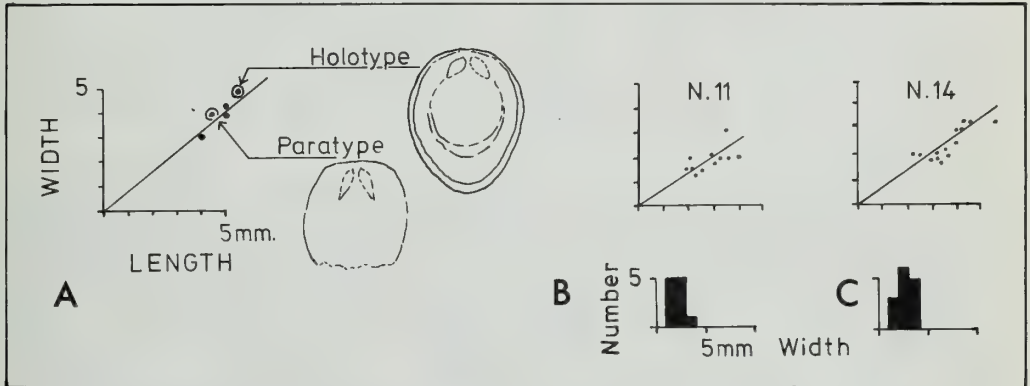 Holotype
5
Paratype
WIDTH
5mm.
LENGTH
A
N.11
N.14
B
Number
5
5mm
Width
C